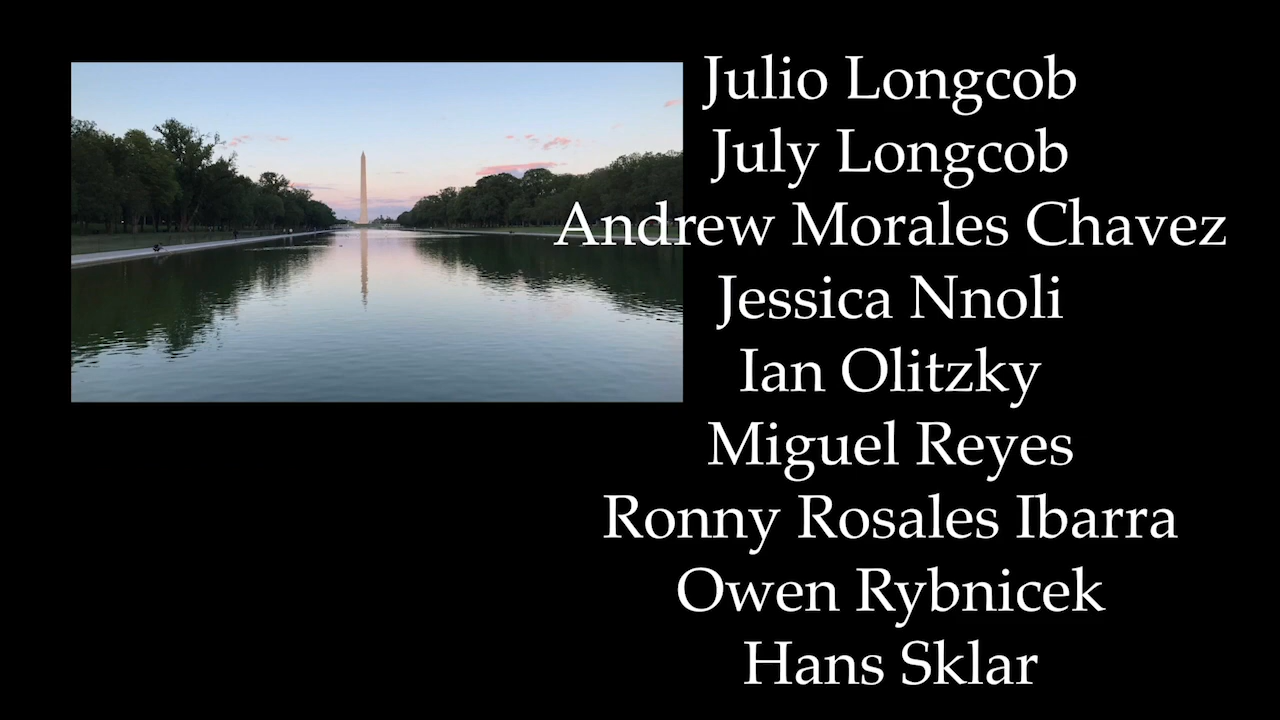 Julio Longcob
July Longcob
Andrew Morales Chavez
Jessica Nnoli
Ian Olitzky
Miguel Reyes
Ronny Rosales Ibarra
Owen Rybnicek
Hans Sklar